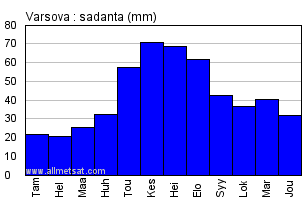 Varsova : sadanta (mm)
80
70
60
50
40
30
20
10
0
Tam
Hel
Maa
Huh
Tou
Kes
Hei
Elo
Syy
Lok
Mar
Jou
www.allmetsat.com